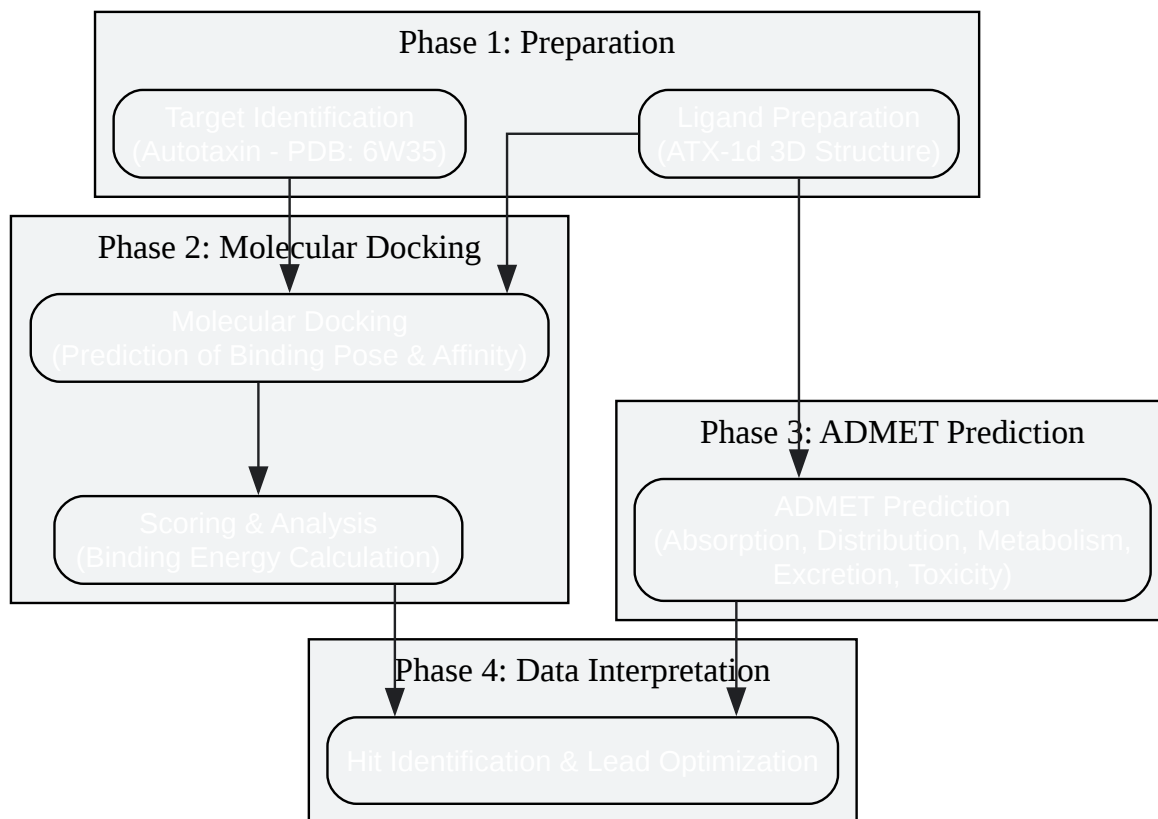 Phase 1: Preparation
Target Identification
(Autotaxin - PDB: 6W35)
Ligand Preparation
(ATX-1d 3D Structure)
Phase 2: Molecular Docking
Molecular Docking
(Prediction of Binding Pose & Affinity)
Scoring & Analysis
(Binding Energy Calculation)
Phase 3: ADMET Prediction
ADMET Prediction
(Absorption, Distribution, Metabolism,
Excretion, Toxicity)
Phase 4: Data Interpretation
Hit Identification & Lead Optimization